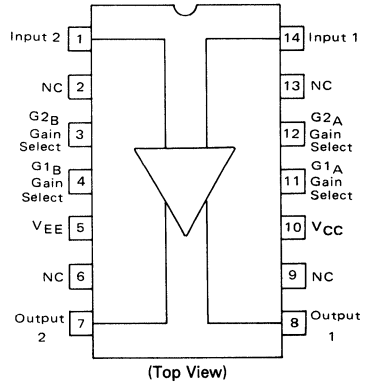 Input 2 1
14 Input 1
NC 2
13 NC
G2B
Gain
Select
3
12
G2A
Gain
Select
G1B
Gain
Select
4
11
G1A
Gain
Select
VEE 5
10 VCC
NC 6
9 NC
Output
2
7
8
Output
1
(Top View)